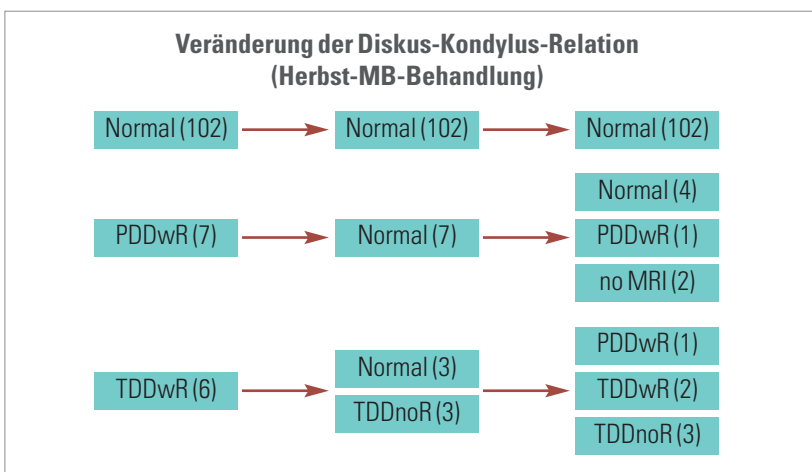 Veränderung der Diskus-Kondylus-Relation
(Herbst-MB-Behandlung)
Normal (102)
Normal (102)
Normal (102)
PDDwR (7)
Normal (7)
Normal (4)
PDDwR (1)
no MRI (2)
TDDwR (6)
Normal (3)
TDDnoR (3)
PDDwR (1)
TDDwR (2)
TDDnoR (3)